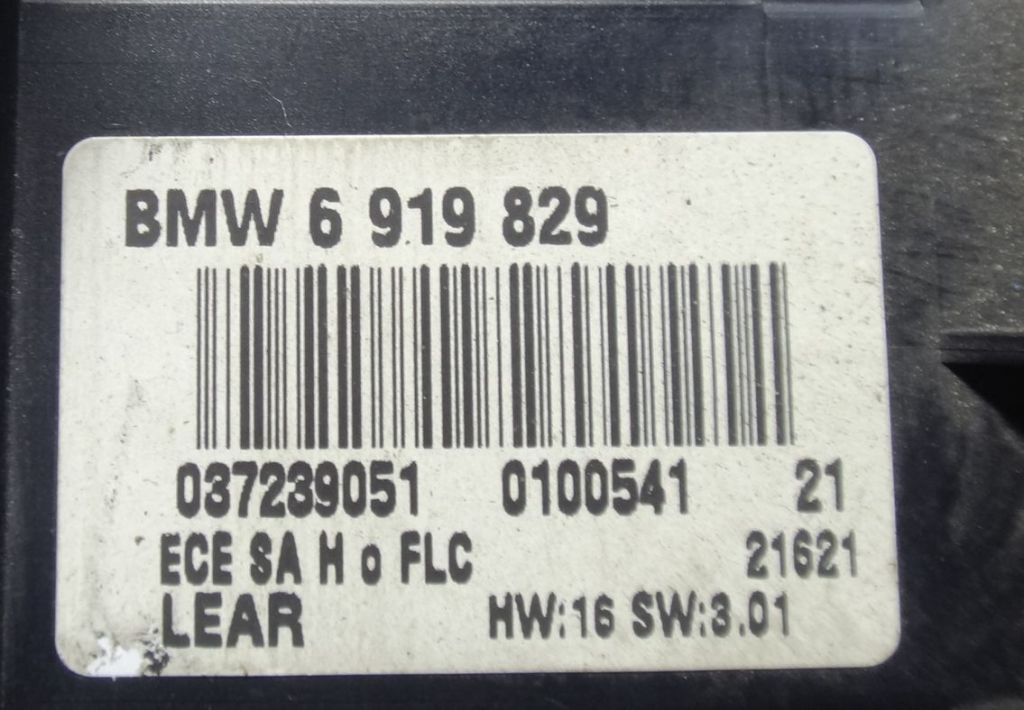 BMW 6 919 829
037239051 0100541 21
ECE SA H o FLC 21621
LEAR HW:16 SW:3.01